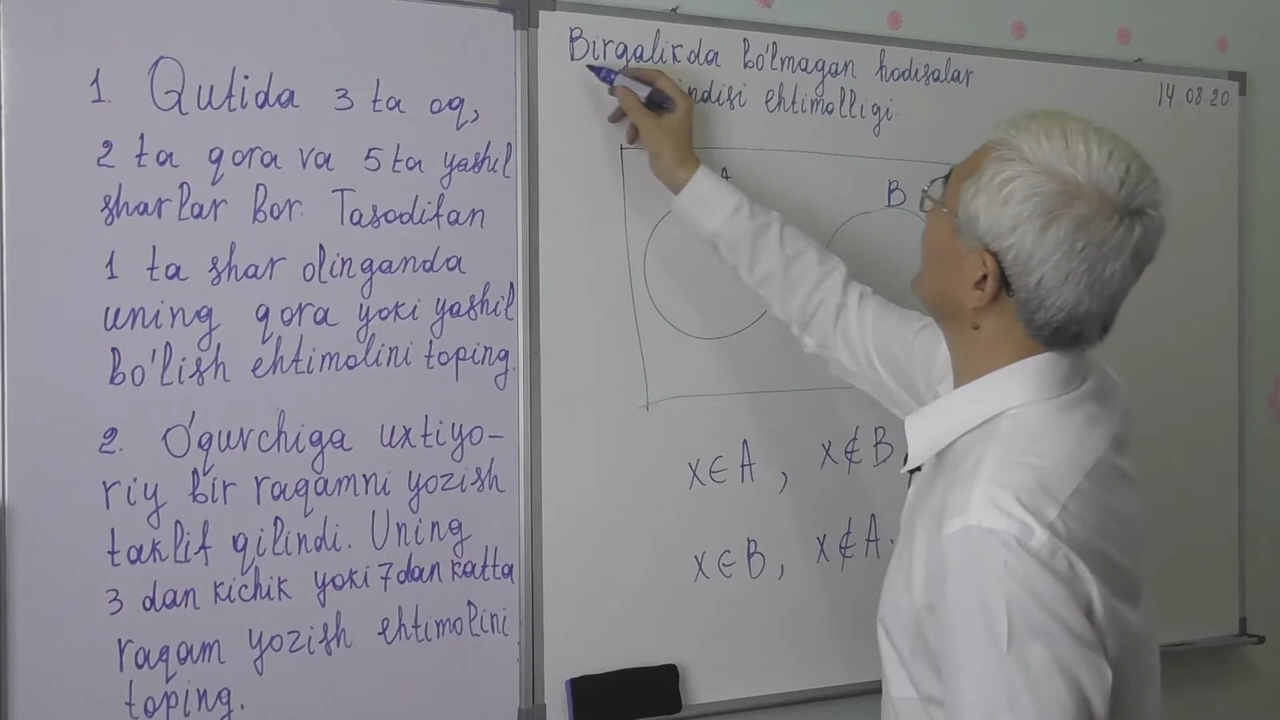 1 Qutida 3 ta oq,
2 ta qora va 5 ta yashil
sharlar bor. Tasodifan
1 ta shar olinganda
uning qora yoki yashil
bo'lish ehtimolini toping.
2. O'quvchiga uxtiyo-
riy bir raqamni yozish
taklif qilindi. Uning
3 dan kichik yoki 7 dan katta
raqam yozish ehtimolini
toping.
Birgalikda bo'lmagan hodisalar
ehtimolligi.
14.08.20
A
B
x∈A, x∉B
x∈B, x∉A.